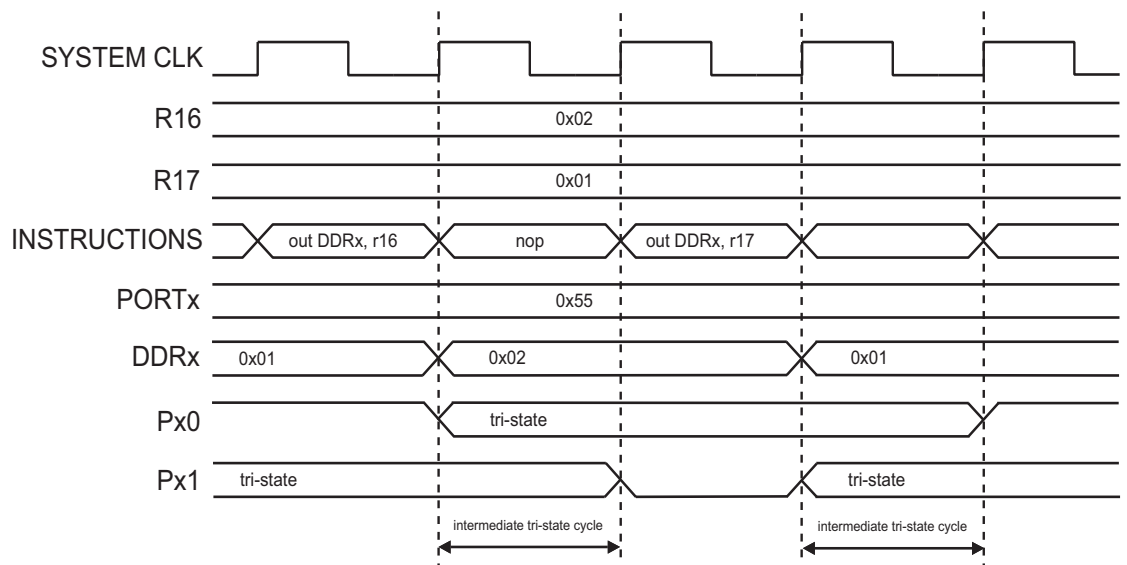 SYSTEM CLK
R16
0x02
R17
0x01
INSTRUCTIONS
out DDRx, r16
nop
out DDRx, r17
PORTx
0x55
DDRx
0x01
0x02
0x01
Px0
tri-state
Px1
tri-state
tri-state
intermediate tri-state cycle
intermediate tri-state cycle